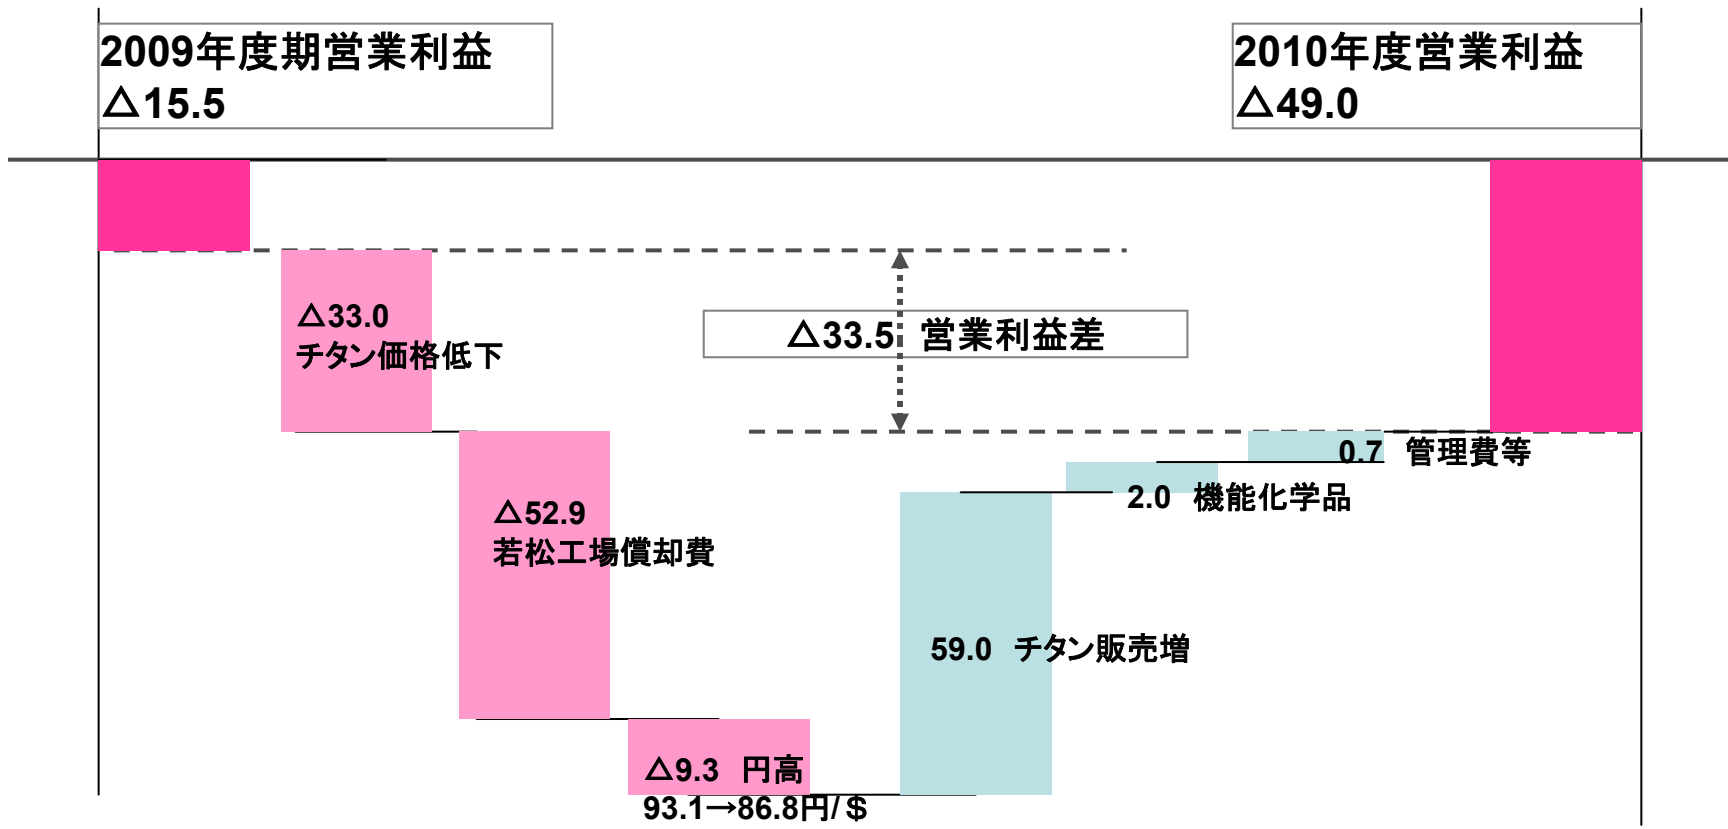 2009年度期営業利益
△15.5
2010年度営業利益
△49.0
△33.0
チタン価格低下
△33.5 営業利益差
△52.9
若松工場償却費
0.7 管理費等
2.0 機能化学品
59.0 チタン販売増
△9.3 円高
93.1→86.8円/＄